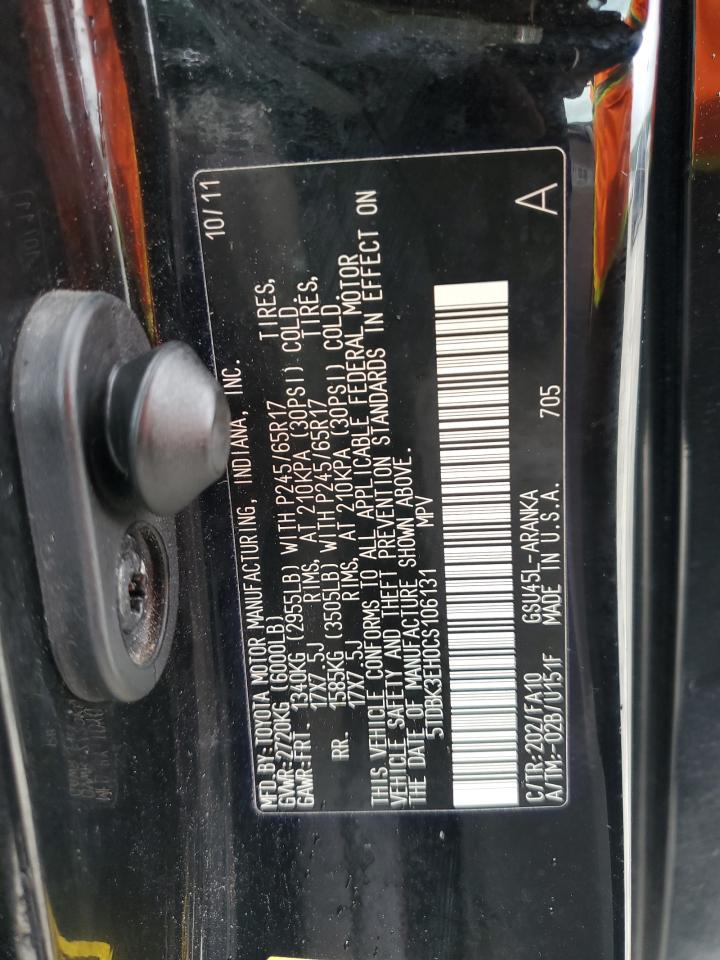 10/11
MFD.BY:TOYOTA MOTOR MANUFACTURING, INDIANA, INC.
GVWR:2720KG (6000LB)
GAWR:FRT. 1340KG (2955LB) WITH P245/65R17 TIRES,
17X7.5J RIMS, AT 210KPA (30PSI) COLD.
RR. 1585KG (3505LB) WITH P245/65R17 TIRES,
17X7.5J RIMS, AT 210KPA (30PSI) COLD.
THIS VEHICLE CONFORMS TO ALL APPLICABLE FEDERAL MOTOR
VEHICLE SAFETY AND THEFT PREVENTION STANDARDS IN EFFECT ON
THE DATE OF MANUFACTURE SHOWN ABOVE.
5TDBK3EH0CS106131 MPV
C/TR:202/FA10 GSU45L-ARANKA 705
A/TM:-02B/U151F MADE IN U.S.A.
A